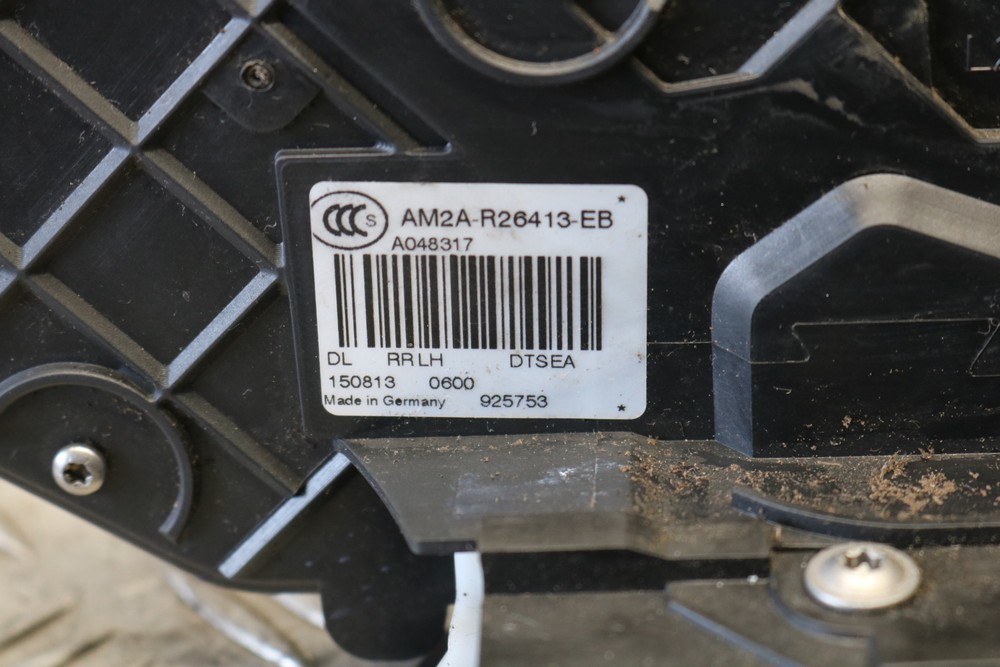 CCC S AM2A-R26413-EB *
A048317
DL RR LH DTSEA
150813 0600
Made in Germany 925753 *